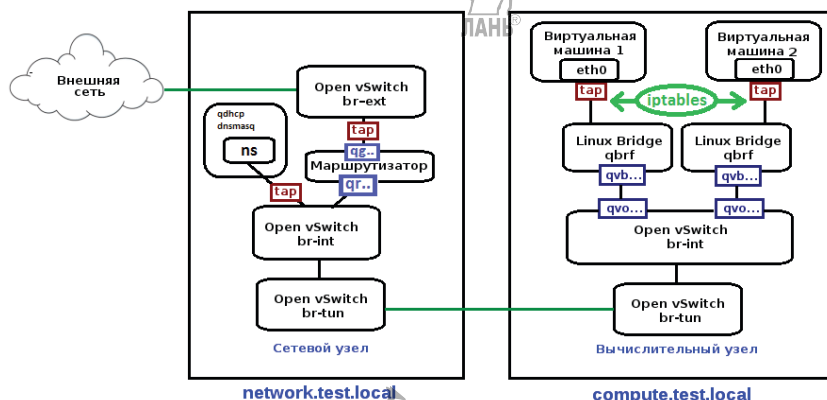 ЛАНЬ®
Внешняя
сеть
Open vSwitch
br-ext
tap
qg..
Маршрутизатор
qr..
qdhcp
dnsmasq
ns
tap
Open vSwitch
br-int
Open vSwitch
br-tun
Сетевой узел
network.test.local
Виртуальная
машина 1
eth0
tap
iptables
Виртуальная
машина 2
eth0
tap
Linux Bridge
qbrf
qvb...
qvo...
Linux Bridge
qbrf
qvb...
qvo...
Open vSwitch
br-int
Open vSwitch
br-tun
Вычислительный узел
compute.test.local